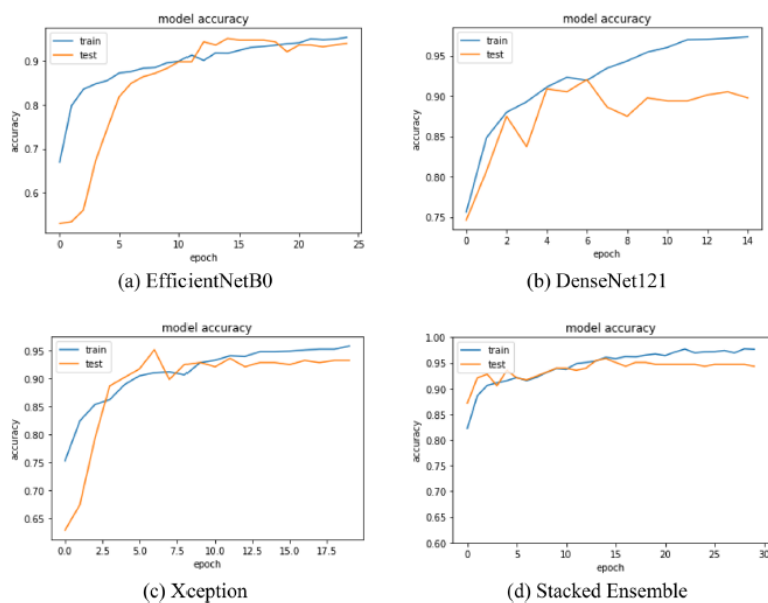 model accuracy
train
test
accuracy
0.9
0.8
0.7
0.6
0 5 10 15 20 25
epoch
(a) EfficientNetB0
model accuracy
train
test
accuracy
0.95
0.90
0.85
0.80
0.75
0 2 4 6 8 10 12 14
epoch
(b) DenseNet121
model accuracy
train
test
accuracy
0.95
0.90
0.85
0.80
0.75
0.70
0.65
0.0 2.5 5.0 7.5 10.0 12.5 15.0 17.5
epoch
(c) Xception
model accuracy
train
test
accuracy
1.00
0.95
0.90
0.85
0.80
0.75
0.70
0.65
0.60
0 5 10 15 20 25 30
epoch
(d) Stacked Ensemble